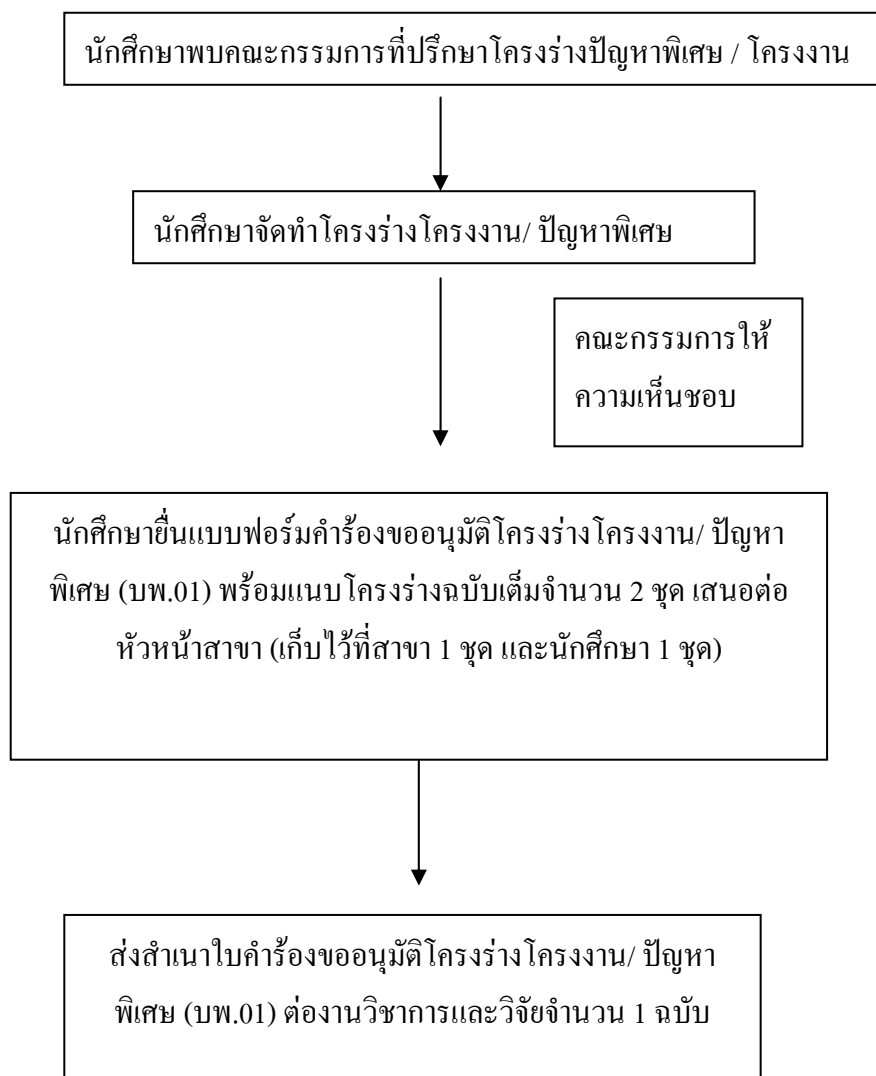 นักศึกษาพบคณะกรรมการที่ปรึกษาโครงร่างปัญหาพิเศษ / โครงงาน
นักศึกษาจัดทำโครงร่างโครงงาน/ ปัญหาพิเศษ
คณะกรรมการให้
ความเห็นชอบ
นักศึกษายื่นแบบฟอร์มคำร้องขออนุมัติโครงร่างโครงงาน/ ปัญหา
พิเศษ (บพ.01) พร้อมแนบโครงร่างฉบับเต็มจำนวน 2 ชุด เสนอต่อ
หัวหน้าสาขา (เก็บไว้ที่สาขา 1 ชุด และนักศึกษา 1 ชุด)
ส่งสำเนาใบคำร้องขออนุมัติโครงร่างโครงงาน/ ปัญหา
พิเศษ (บพ.01) ต่องานวิชาการและวิจัยจำนวน 1 ฉบับ